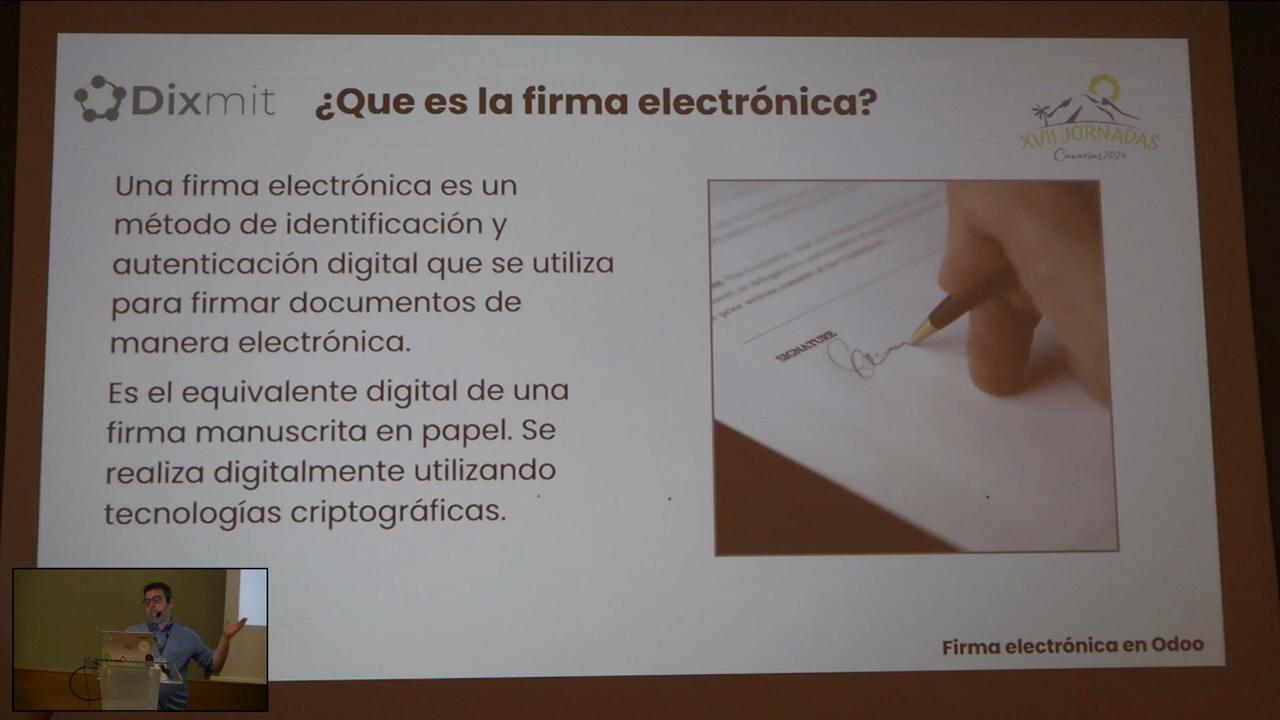 Dixmit
¿Que es la firma electrónica?
XVII JORNADAS
Canarias 2024
Una firma electrónica es un
método de identificación y
autenticación digital que se utiliza
para firmar documentos de
manera electrónica.
Es el equivalente digital de una
firma manuscrita en papel. Se
realiza digitalmente utilizando
tecnologías criptográficas.
SIGNATURE
Firma electrónica en Odoo